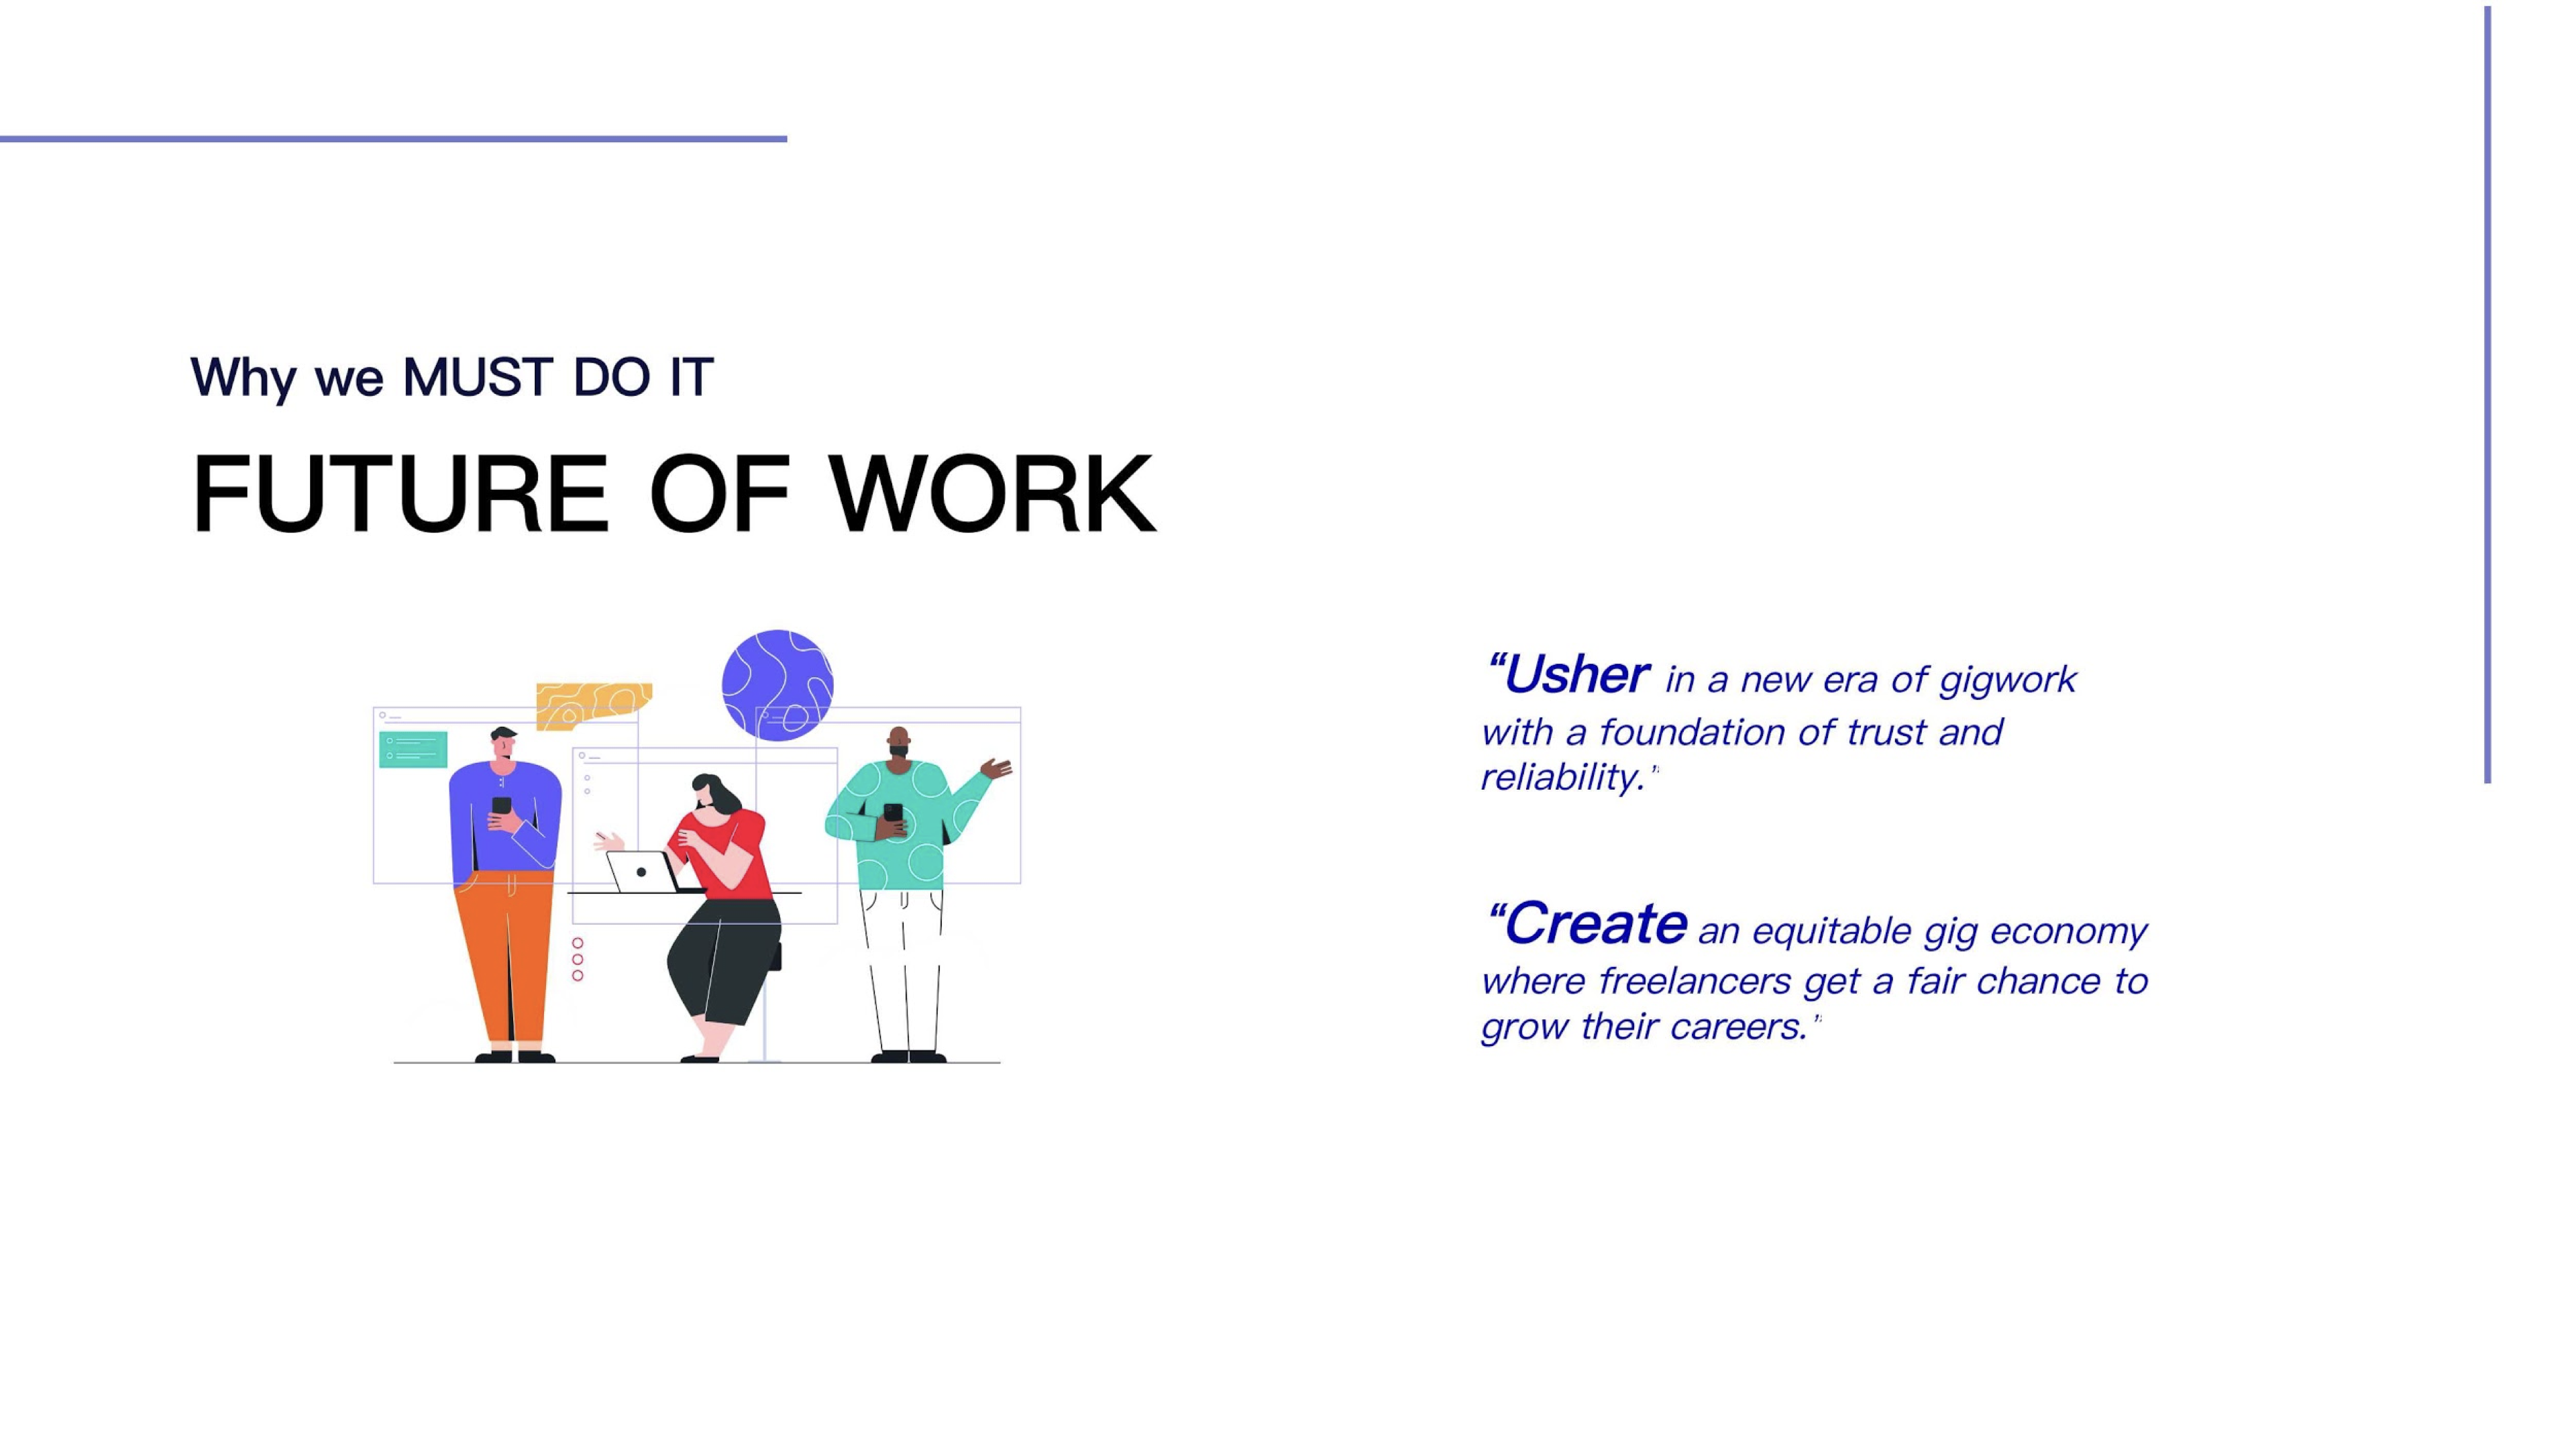 Why we MUST DO IT
FUTURE OF WORK
“Usher in a new era of gigwork
with a foundation of trust and
reliability.”
“Create an equitable gig economy
where freelancers get a fair chance to
grow their careers.”